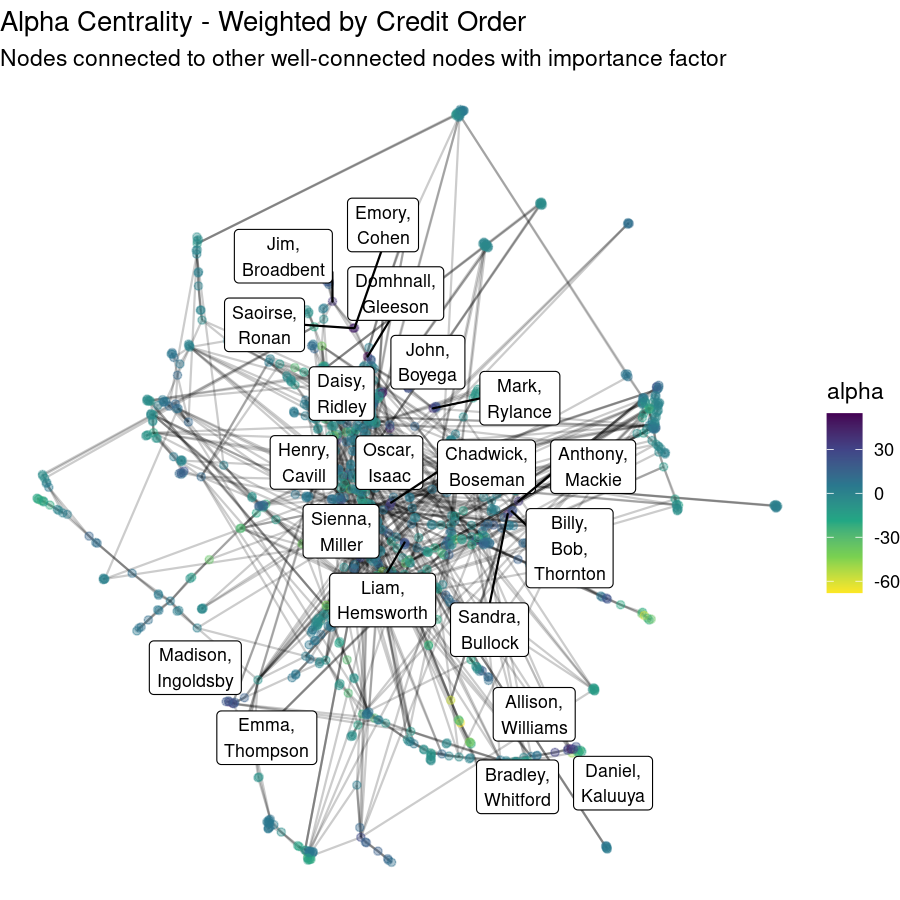 Alpha Centrality - Weighted by Credit Order
Nodes connected to other well-connected nodes with importance factor
Emory,
Cohen
Jim,
Broadbent
Domhnall,
Gleeson
Saoirse,
Ronan
John,
Boyega
Daisy,
Ridley
Mark,
Rylance
alpha
30
0
-30
-60
Henry,
Cavill
Oscar,
Isaac
Chadwick,
Boseman
Anthony,
Mackie
Sienna,
Miller
Billy,
Bob,
Thornton
Liam,
Hemsworth
Sandra,
Bullock
Madison,
Ingoldsby
Emma,
Thompson
Allison,
Williams
Bradley,
Whitford
Daniel,
Kaluuya